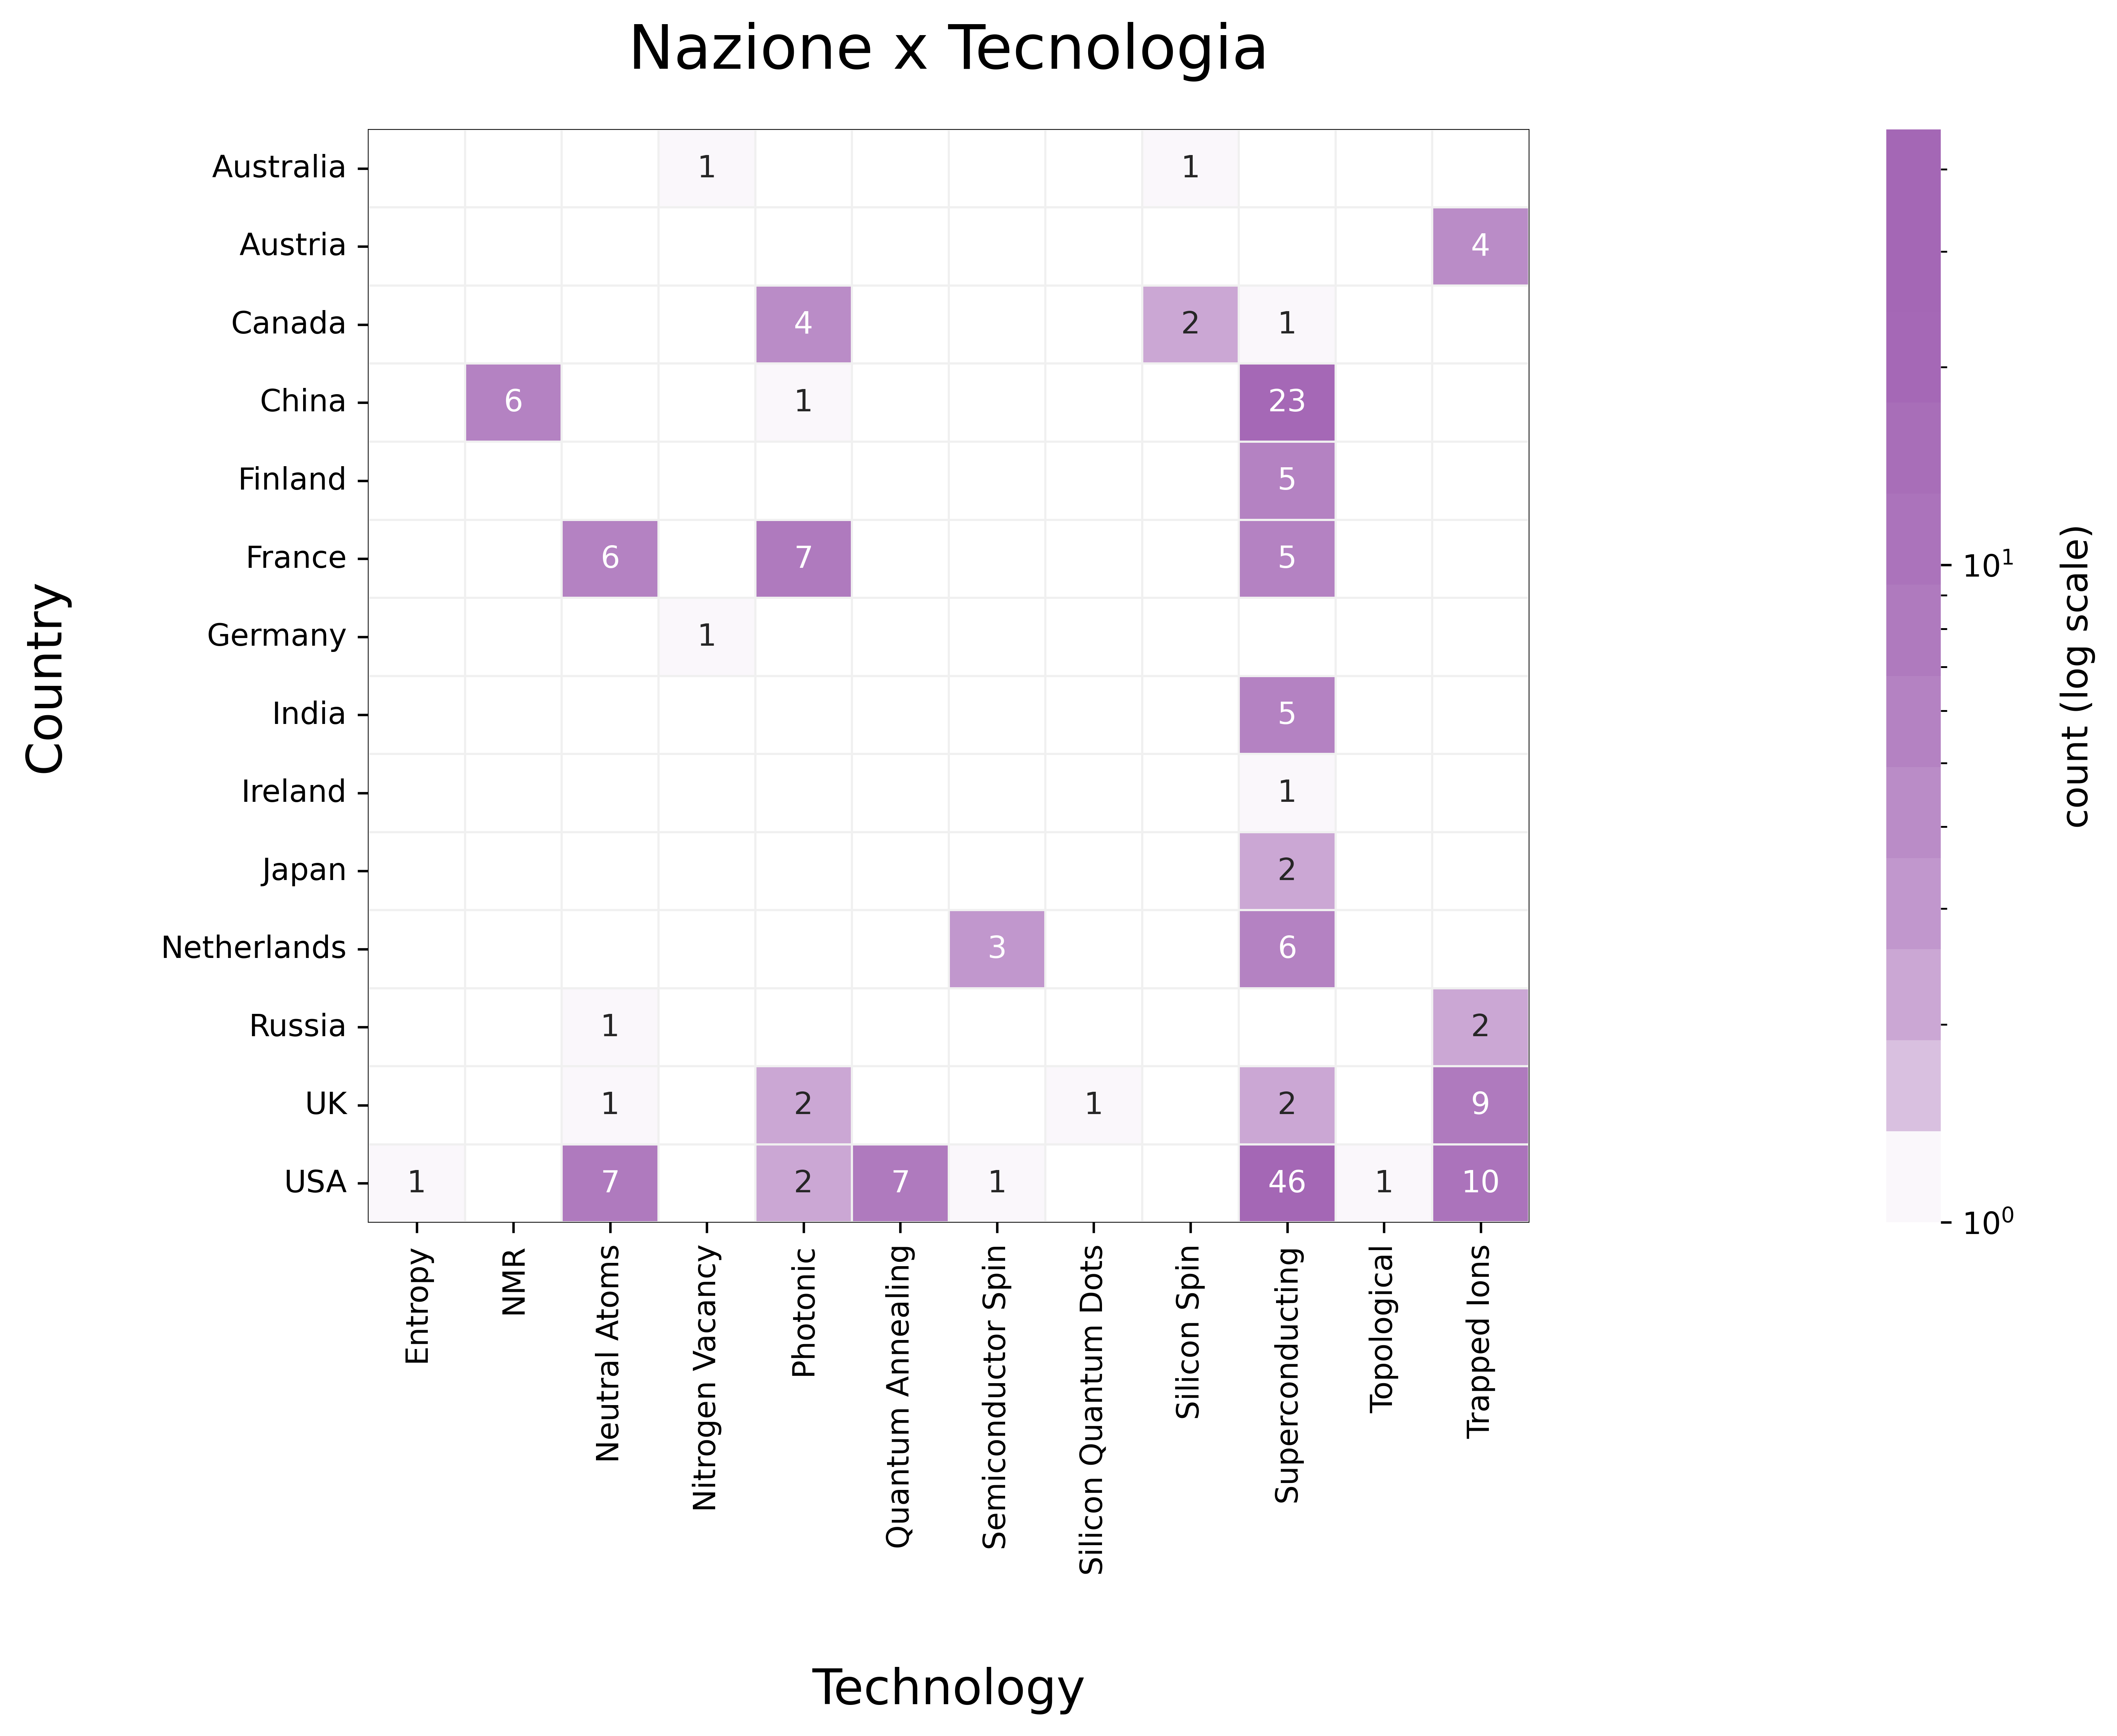 Nazione x Tecnologia
Country
Australia 1 1
Austria 4
Canada 4 2 1
China 6 1 23
Finland 5
France 6 7 5
Germany 1
India 5
Ireland 1
Japan 2
Netherlands 3 6
Russia 1 2
UK 1 2 1 2 9
USA 1 7 2 7 1 46 1 10
Entropy
NMR
Neutral Atoms
Nitrogen Vacancy
Photonic
Quantum Annealing
Semiconductor Spin
Silicon Quantum Dots
Silicon Spin
Superconducting
Topological
Trapped Ions
Technology
10¹
10⁰
count (log scale)